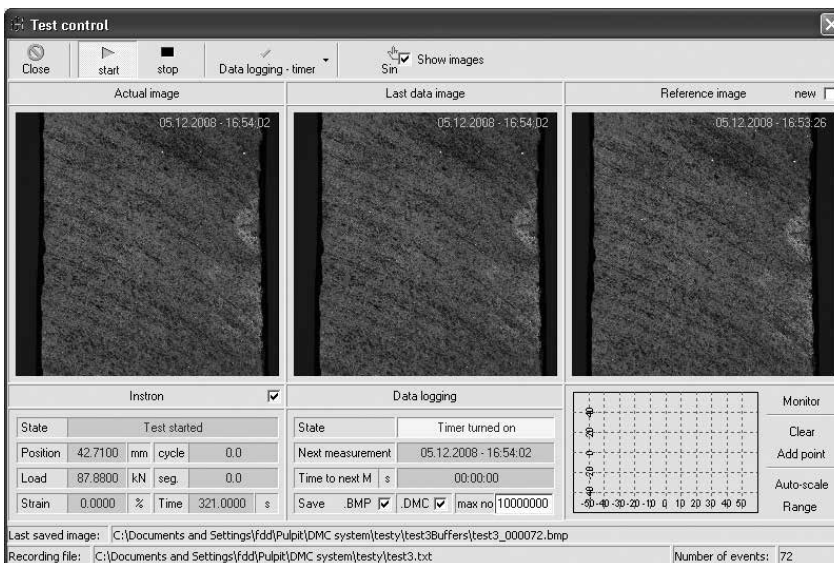 Test control
Close start stop Data logging - timer Sin Show images
Actual image Last data image Reference image new
05.12.2008 - 16:54:02 05.12.2008 - 16:54:02 05.12.2008 - 16:53:26
Instron Data logging
State Test started
Position 42.7100 mm cycle 0.0
Load 87.8800 kN seg. 0.0
Strain 0.0000 % Time 321.0000 s
State Timer turned on
Next measurement 05.12.2008 - 16:54:02
Time to next M s 00:00:00
Save .BMP .DMC max no 10000000
40
20
0
-20
-40
-50 -40 -30 -20 -10 0 10 20 30 40 50
Monitor
Clear
Add point
Auto-scale
Range
Last saved image: C:\Documents and Settings\fdd\Pulpit\DMC system\testy\test3Buffers\test3_000072.bmp
Recording file: C:\Documents and Settings\fdd\Pulpit\DMC system\testy\test3.txt Number of events: 72